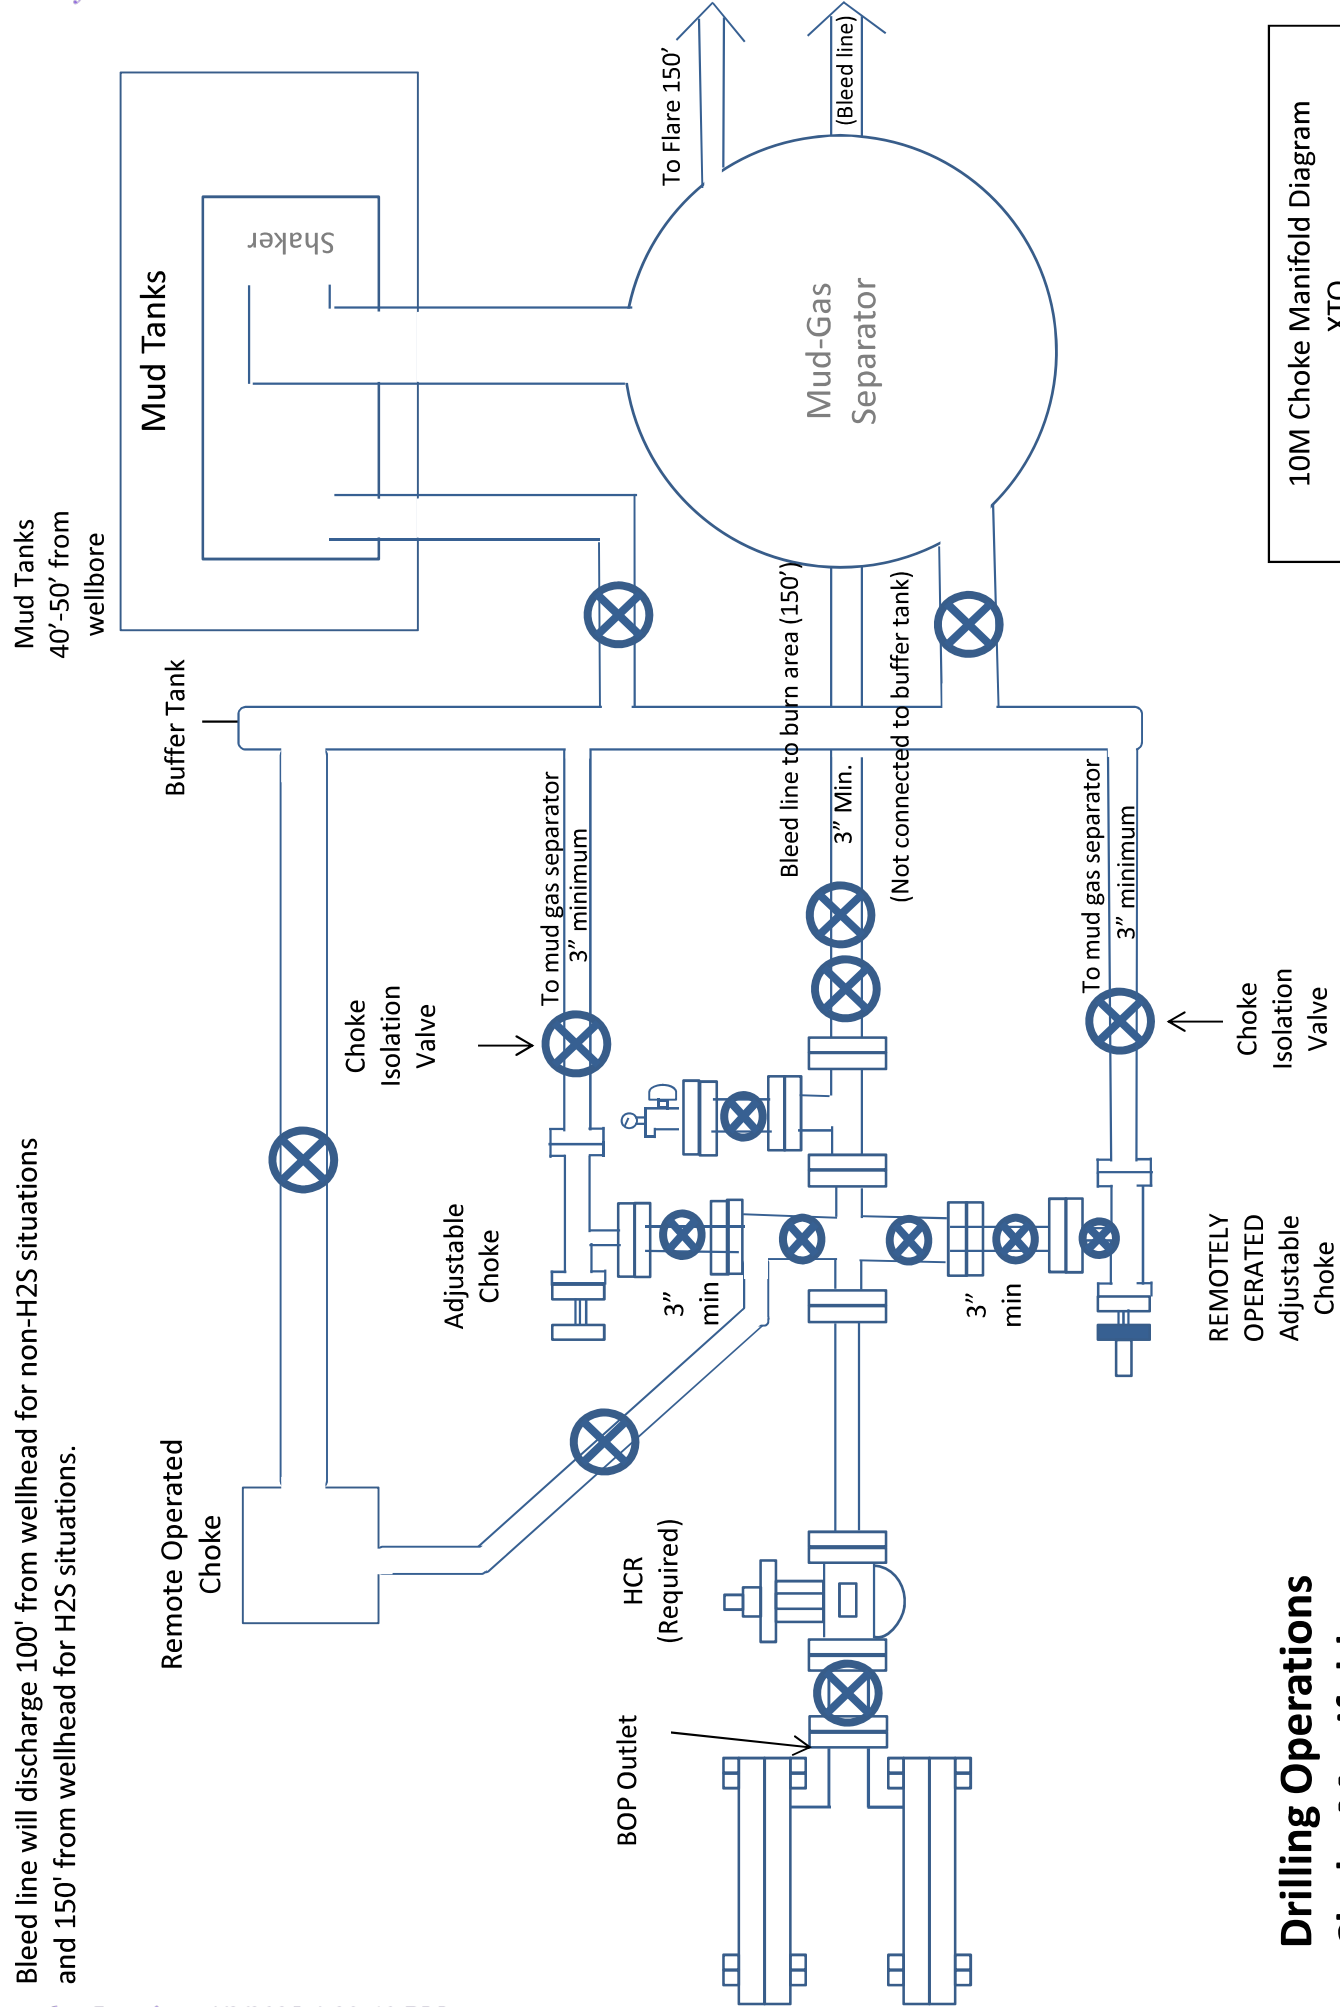 Bleed line will discharge 100' from wellhead for non-H2S situations
and 150' from wellhead for H2S situations.
Mud Tanks
40’-50’ from
wellbore
Mud Tanks
Shaker
Buffer Tank
Remote Operated
Choke
Choke
Isolation
Valve
Adjustable
Choke
To mud gas separator
3” minimum
To Flare 150’
(Bleed line)
Mud-Gas
Separator
Bleed line to burn area (150’)
3” Min.
(Not connected to buffer tank)
3”
min
3”
min
HCR
(Required)
BOP Outlet
To mud gas separator
3” minimum
Choke
Isolation
Valve
REMOTELY
OPERATED
Adjustable
Choke
10M Choke Manifold Diagram
XTO
Drilling Operations